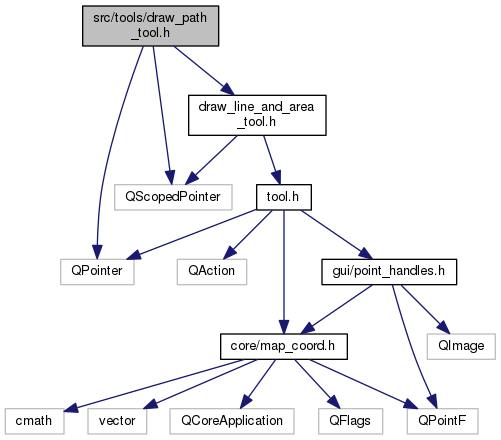 src/tools/draw_path
_tool.h
draw_line_and_area
_tool.h
QScopedPointer
tool.h
QPointer
QAction
gui/point_handles.h
core/map_coord.h
QImage
cmath
vector
QCoreApplication
QFlags
QPointF